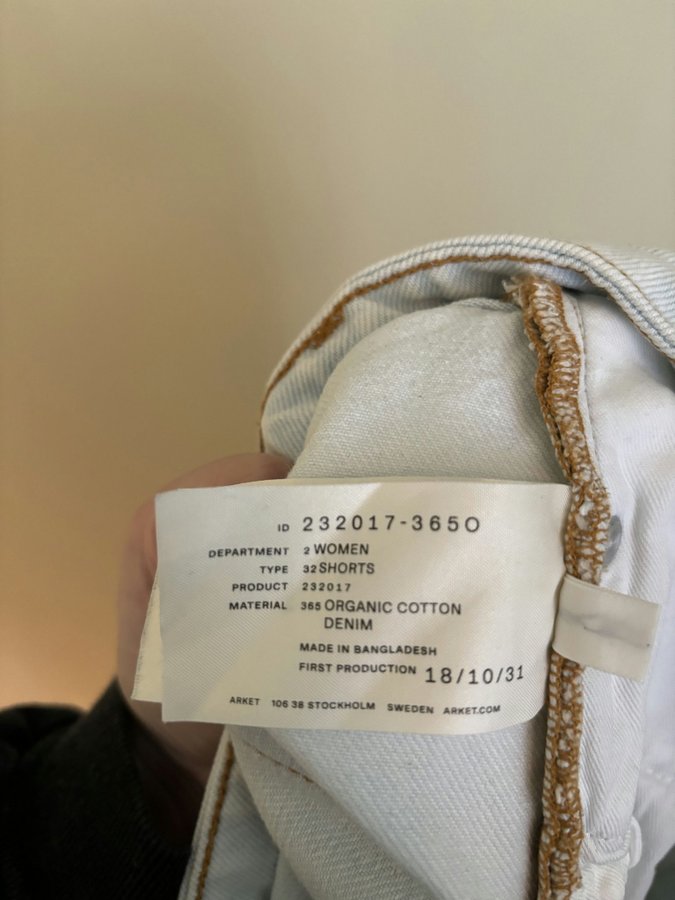 ID 232017-365O
DEPARTMENT 2 WOMEN
TYPE 32 SHORTS
PRODUCT 232017
MATERIAL 365 ORGANIC COTTON
DENIM
MADE IN BANGLADESH
FIRST PRODUCTION 18/10/31
ARKET 106 38 STOCKHOLM SWEDEN ARKET.COM